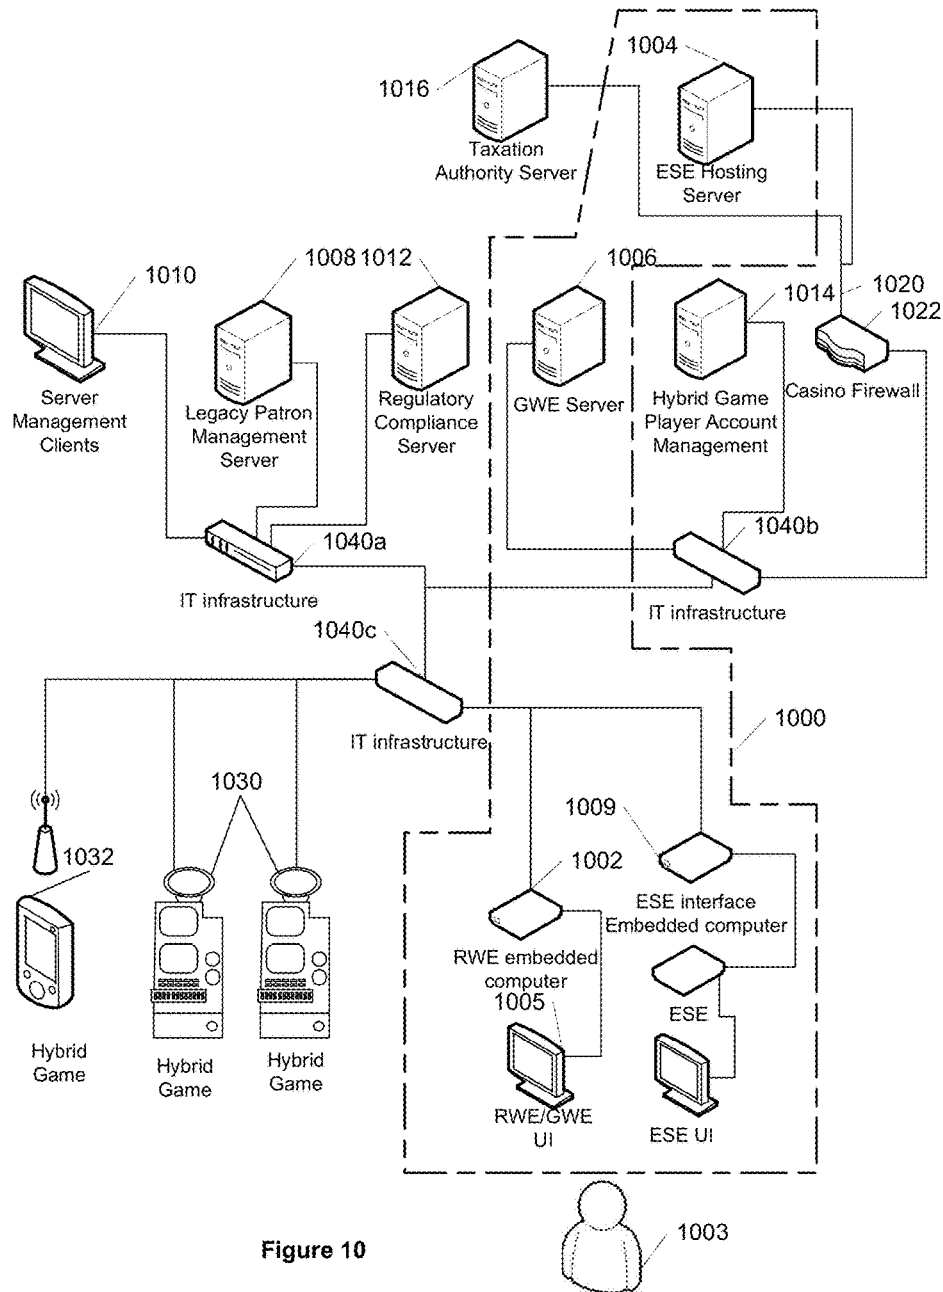 1004
1016
Taxation
Authority Server
ESE Hosting
Server
1008
1012
1006
1010
1014
1020
1022
Server
Management
Clients
Legacy Patron
Management
Server
Regulatory
Compliance
Server
GWE Server
Hybrid Game
Player Account
Management
Casino Firewall
1040a
1040b
IT infrastructure
IT infrastructure
1040c
IT infrastructure
1000
1030
1009
1032
1002
ESE interface
Embedded computer
RWE embedded
computer
1005
ESE
Hybrid
Game
Hybrid
Game
Hybrid
Game
RWE/GWE
UI
ESE UI
1003
Figure 10